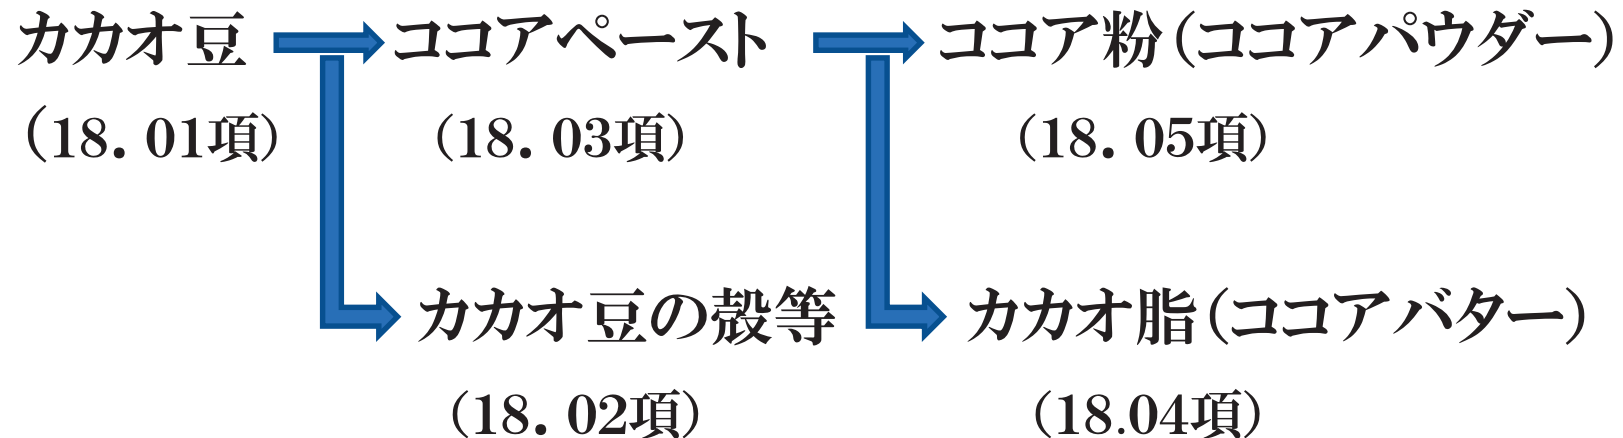 カカオ豆 ココアペースト ココア粉(ココアパウダー)
(18. 01項) (18. 03項) (18. 05項)
カカオ豆の殻等 カカオ脂(ココアバター)
(18. 02項) (18.04項)